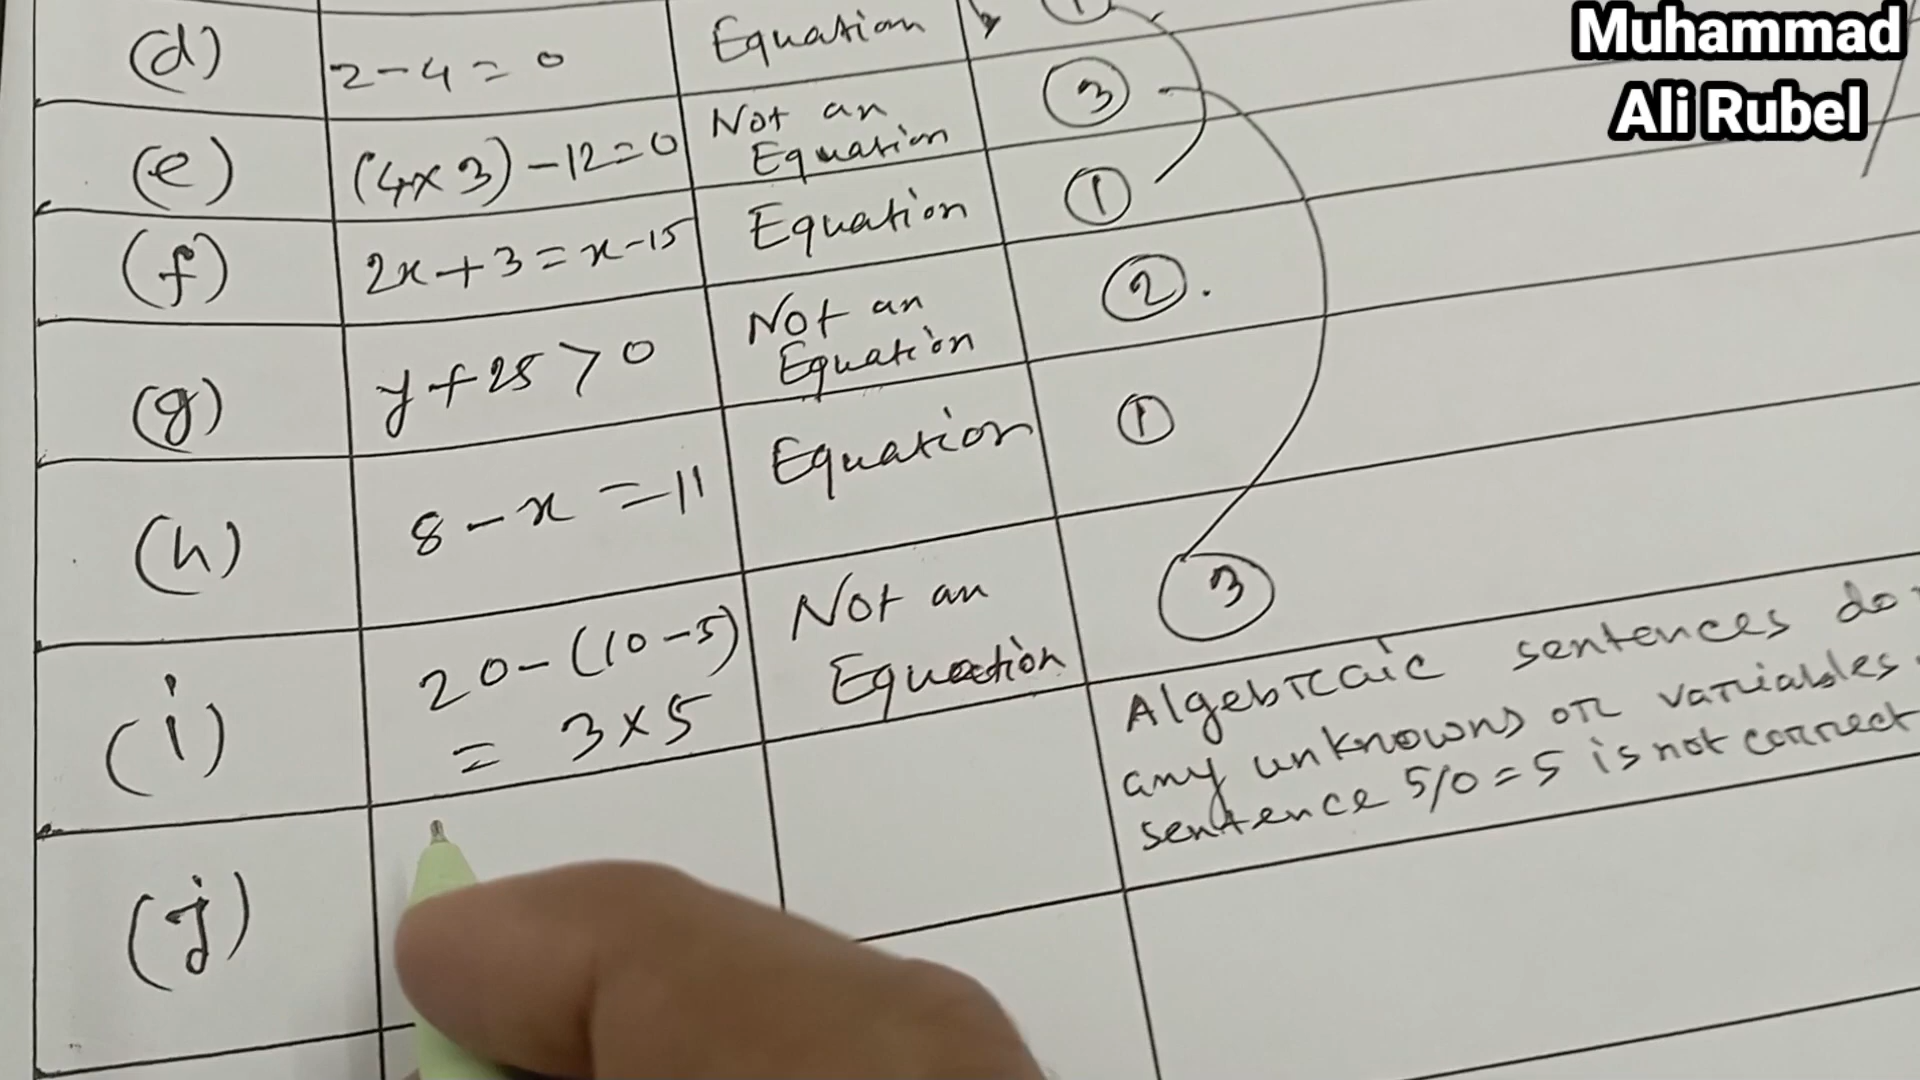 Muhammad
Ali Rubel
(d) 2-4=0 Equation
(e) (4×3)-12=0 Not an
Equation 3
(f) 2x+3=x-15 Equation 1
(g) y+25>0 Not an
Equation 2.
(h) 8-x=11 Equation 1
(i) 20-(10-5) Not an
= 3×5 Equation 3
(j)
Algebraic sentences do
any unknowns or variables.
sentence 5/0=5 is not correct